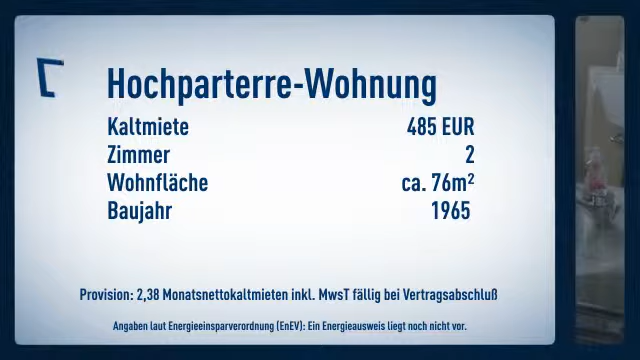 Hochparterre-Wohnung
Kaltmiete 485 EUR
Zimmer 2
Wohnfläche ca. 76m²
Baujahr 1965
Provision: 2,38 Monatsnettokaltmieten inkl. MwsT fällig bei Vertragsabschluß
Angaben laut Energieeinsparverordnung (EnEV): Ein Energieausweis liegt noch nicht vor.